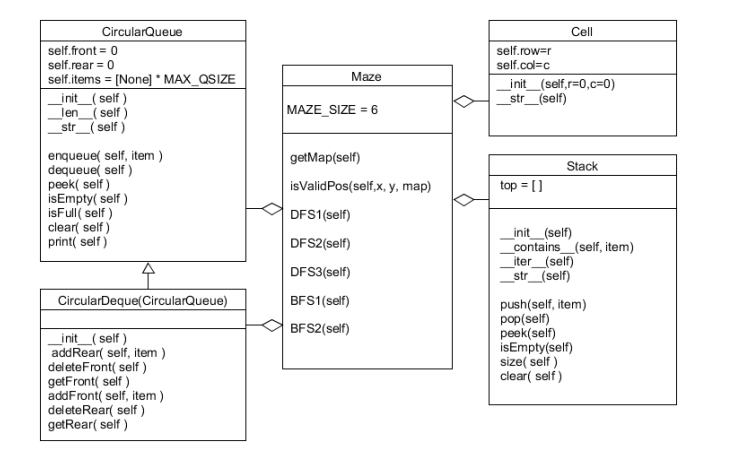 CircularQueue
self.front = 0
self.rear = 0
self.items = [None] * MAX_QSIZE
__init__( self )
__len__( self )
__str__( self )
enqueue( self, item )
dequeue( self )
peek( self )
isEmpty( self )
isFull( self )
clear( self )
print( self )
CircularDeque(CircularQueue)
__init__( self )
addRear( self, item )
deleteFront( self )
getFront( self )
addFront( self, item )
deleteRear( self )
getRear( self )
Maze
MAZE_SIZE = 6
getMap(self)
isValidPos(self,x, y, map)
DFS1(self)
DFS2(self)
DFS3(self)
BFS1(self)
BFS2(self)
Cell
self.row=r
self.col=c
__init__(self,r=0,c=0)
__str__(self)
Stack
top = [ ]
__init__(self)
__contains__(self, item)
__iter__(self)
__str__(self)
push(self, item)
pop(self)
peek(self)
isEmpty(self)
size( self )
clear( self )